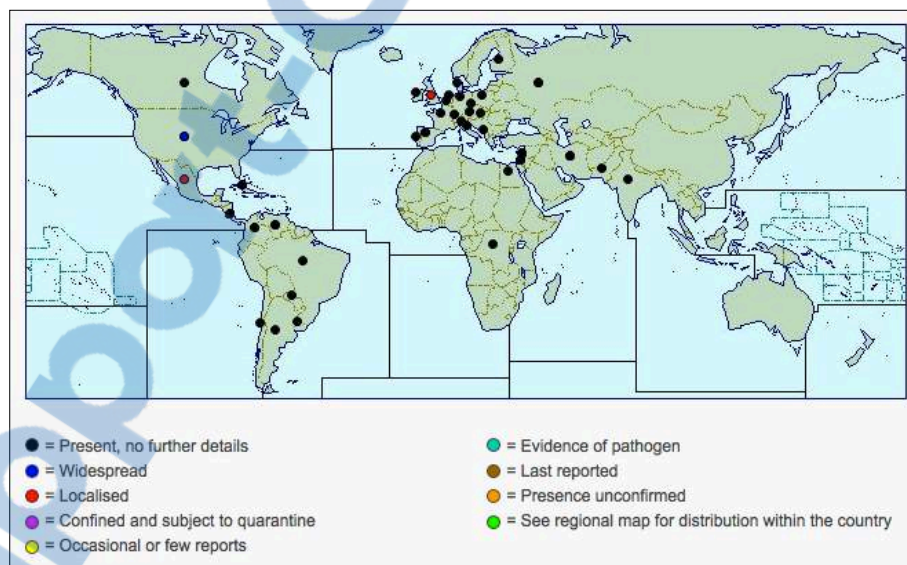 = Present, no further details
= Widespread
= Localised
= Confined and subject to quarantine
= Occasional or few reports
= Evidence of pathogen
= Last reported
= Presence unconfirmed
= See regional map for distribution within the country